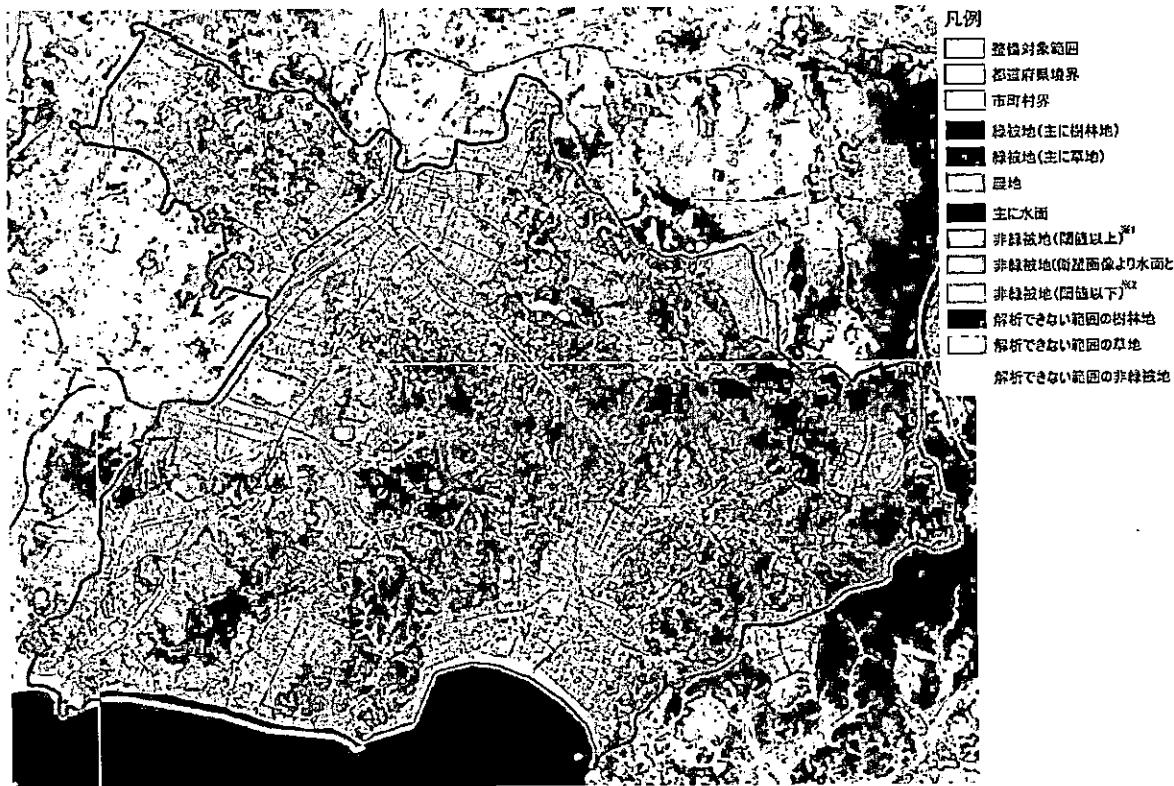 凡例
整備対象範囲
都道府県境界
市町村界
緑被地(主に樹林地)
緑被地(主に草地)
農地
主に水面
非緑被地(閾値以上)※1
非緑被地(衛星画像より水面と
非緑被地(閾値以下)※2
解析できない範囲の樹林地
解析できない範囲の草地
解析できない範囲の非緑被地